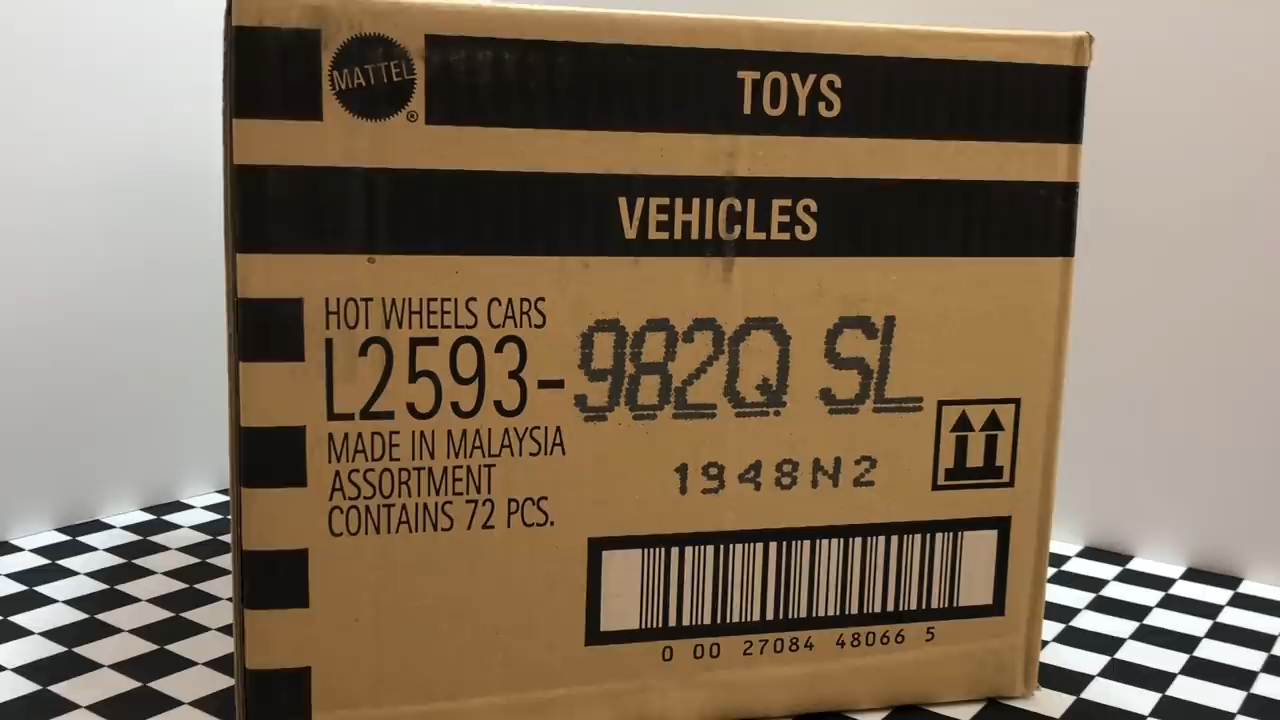 MATTEL®
TOYS
VEHICLES
HOT WHEELS CARS
L2593-982Q SL
MADE IN MALAYSIA
ASSORTMENT
CONTAINS 72 PCS.
1948N2
0 00 27084 48066 5